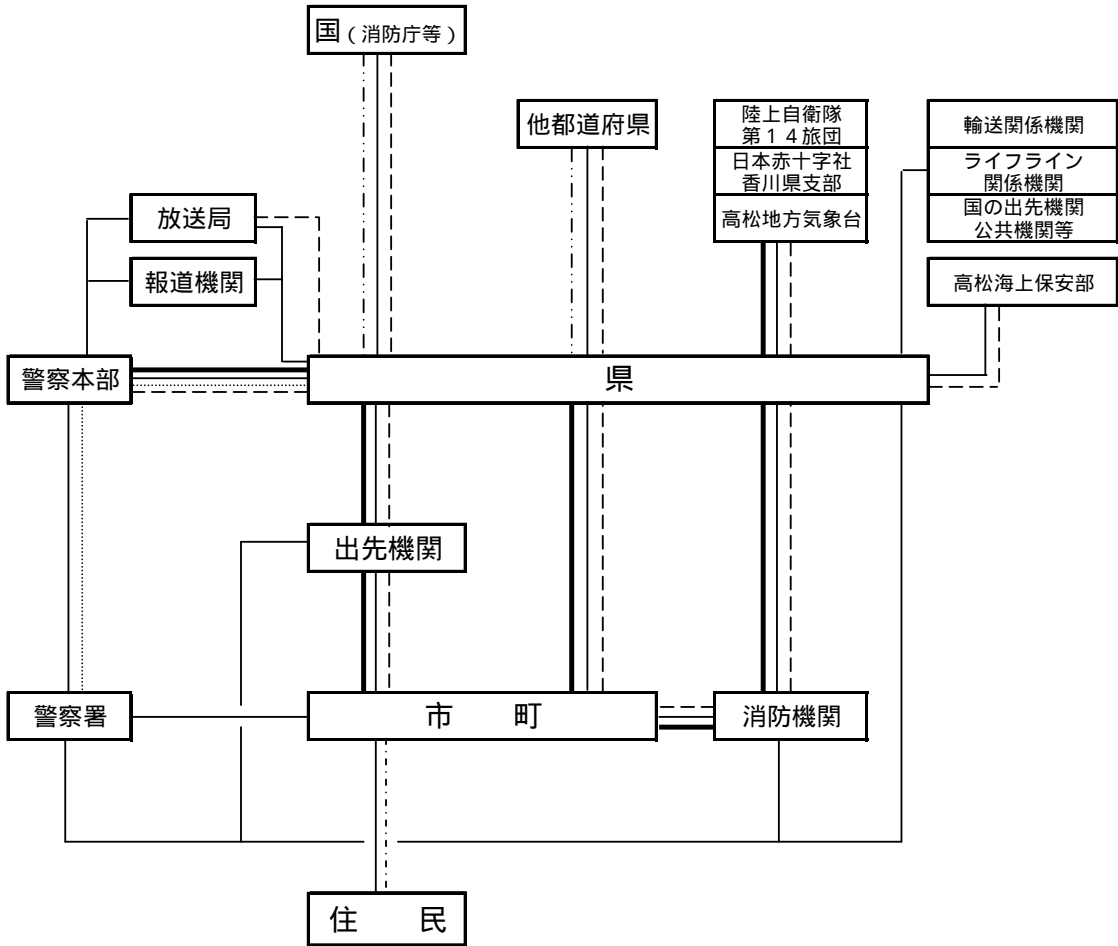 国（消防庁等）
他都道府県
陸上自衛隊
第１４旅団
日本赤十字社
香川県支部
高松地方気象台
輸送関係機関
ライフライン
関係機関
国の出先機関
公共機関等
放送局
報道機関
高松海上保安部
警察本部
県
出先機関
警察署
市　　町
消防機関
住　　民